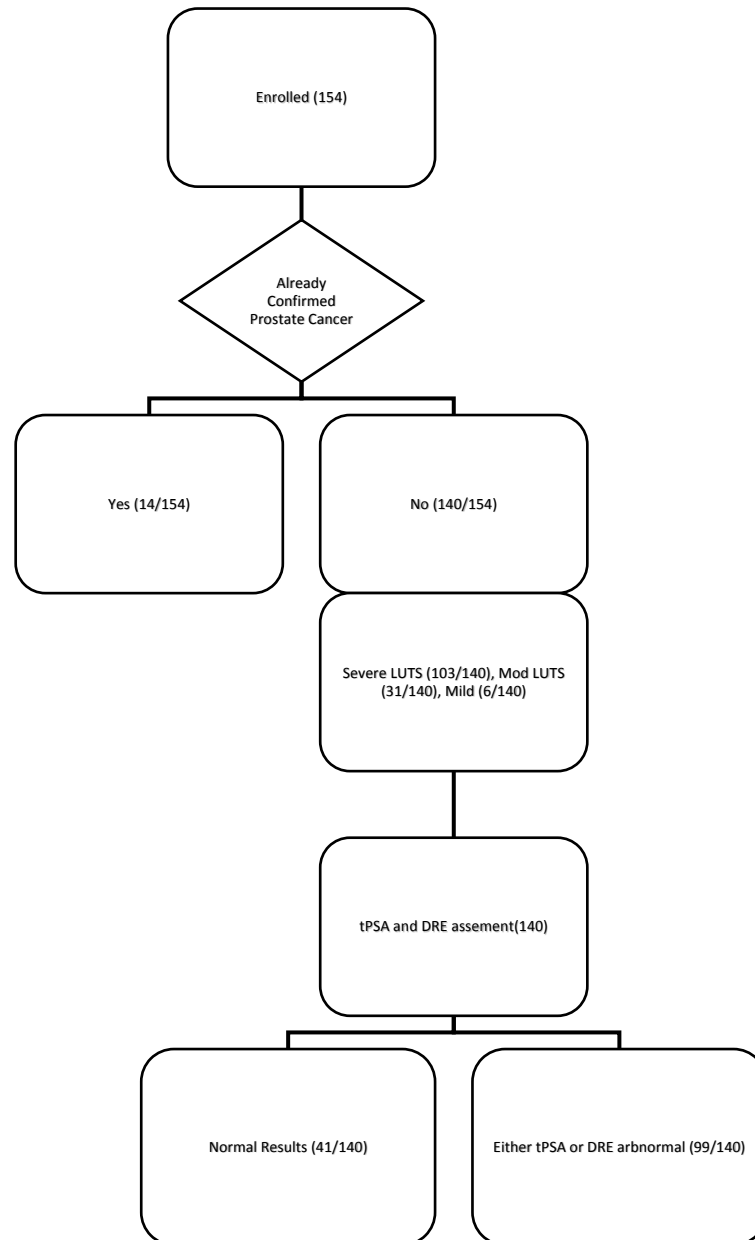 Enrolled (154)
Already
Confirmed
Prostate Cancer
Yes (14/154)
No (140/154)
Severe LUTS (103/140), Mod LUTS
(31/140), Mild (6/140)
tPSA and DRE assement(140)
Normal Results (41/140)
Either tPSA or DRE arbnormal (99/140)